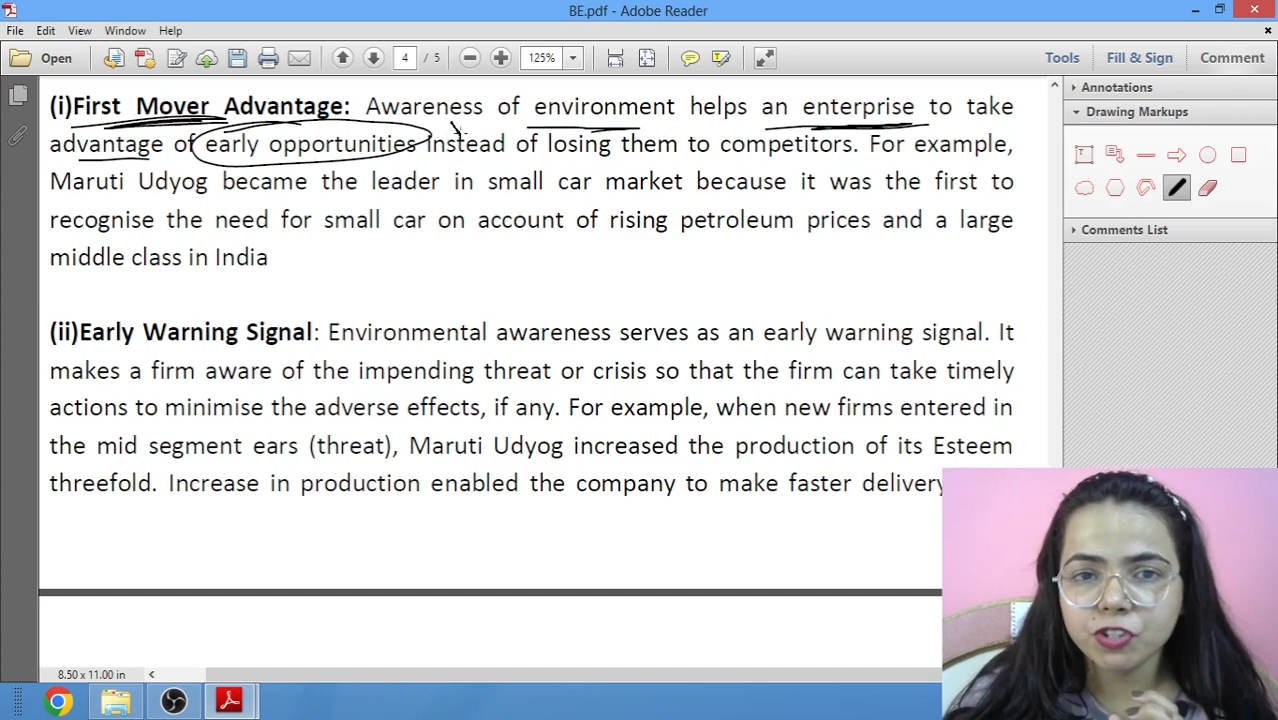 BE.pdf - Adobe Reader
File Edit View Window Help
Open 4 / 5 125% Tools Fill & Sign Comment
(i)First Mover Advantage: Awareness of environment helps an enterprise to take
advantage of early opportunities instead of losing them to competitors. For example,
Maruti Udyog became the leader in small car market because it was the first to
recognise the need for small car on account of rising petroleum prices and a large
middle class in India
(ii)Early Warning Signal: Environmental awareness serves as an early warning signal. It
makes a firm aware of the impending threat or crisis so that the firm can take timely
actions to minimise the adverse effects, if any. For example, when new firms entered in
the mid segment ears (threat), Maruti Udyog increased the production of its Esteem
threefold. Increase in production enabled the company to make faster delivery
8.50 x 11.00 in
Annotations
Drawing Markups
Comments List